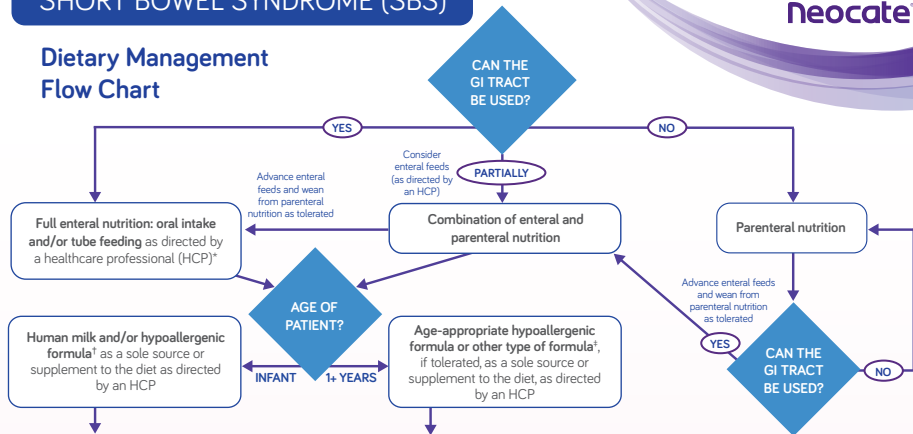 SHORT BOWEL SYNDROME (SBS)
neocate
Dietary Management
Flow Chart
CAN THE
GI TRACT
BE USED?
YES
NO
Consider
enteral feeds
(as directed by
an HCP)
PARTIALLY
Advance enteral
feeds and wean
from parenteral
nutrition as tolerated
Full enteral nutrition: oral intake
and/or tube feeding as directed by
a healthcare professional (HCP)*
Combination of enteral and
parenteral nutrition
Parenteral nutrition
Advance enteral feeds
and wean from
parenteral nutrition
as tolerated
YES
AGE OF
PATIENT?
CAN THE
GI TRACT
BE USED?
NO
Human milk and/or hypoallergenic
formula† as a sole source or
supplement to the diet as directed
by an HCP
INFANT
1+ YEARS
Age-appropriate hypoallergenic
formula or other type of formula‡,
if tolerated, as a sole source or
supplement to the diet, as directed
by an HCP